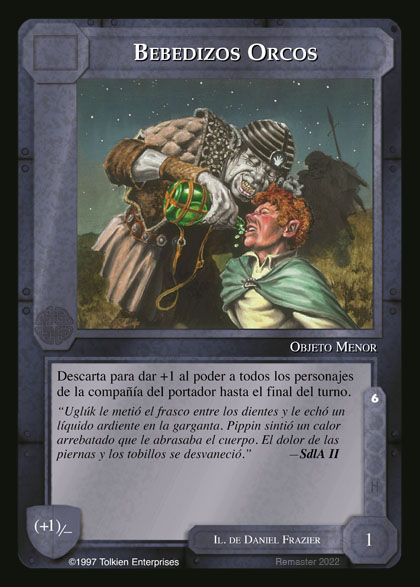 Bebedizos Orcos
Objeto Menor
Descarta para dar +1 al poder a todos los personajes
de la compañía del portador hasta el final del turno.
“Uglúk le metió el frasco entre los dientes y le echó un
líquido ardiente en la garganta. Pippin sintió un calor
arrebatado que le abrasaba el cuerpo. El dolor de las
piernas y los tobillos se desvaneció.” —SdlA II
6
H
(+1)/–
Il. de Daniel Frazier
1
©1997 Tolkien Enterprises
Remaster 2022